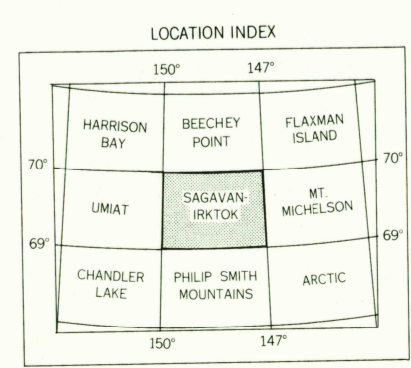 LOCATION INDEX
150° 147°
HARRISON BAY
BEECHEY POINT
FLAXMAN ISLAND
70° 70°
UMIAT
SAGAVAN-
IRKTOK
MT. MICHELSON
69° 69°
CHANDLER LAKE
PHILIP SMITH MOUNTAINS
ARCTIC
150° 147°